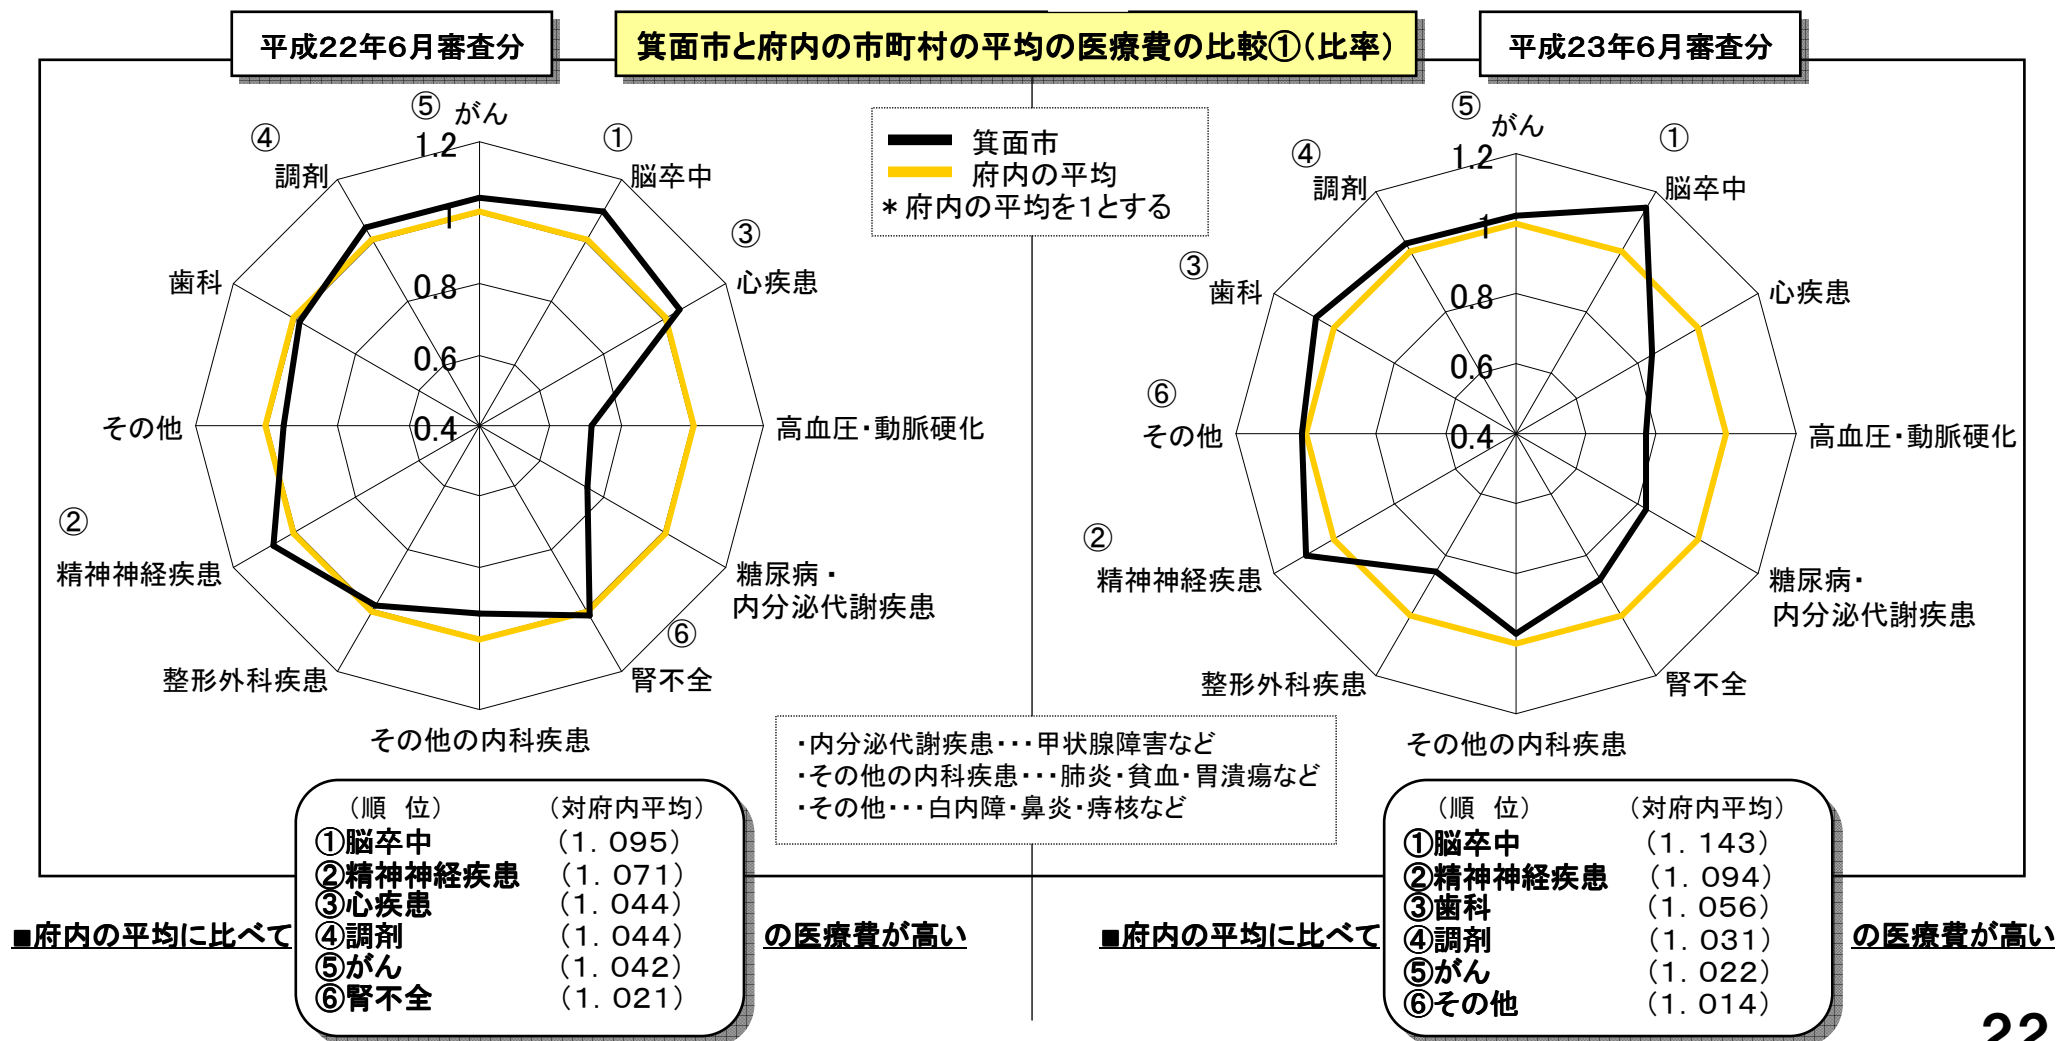 平成22年6月審査分
箕面市と府内の市町村の平均の医療費の比較①（比率）
平成23年6月審査分
箕面市
府内の平均
＊府内の平均を1とする
⑤
がん
①
脳卒中
③
心疾患
高血圧・動脈硬化
糖尿病・
内分泌代謝疾患
⑥
腎不全
その他の内科疾患
整形外科疾患
②
精神神経疾患
その他
歯科
④
調剤
1.2
1
0.8
0.6
0.4
⑤
がん
①
脳卒中
心疾患
高血圧・動脈硬化
糖尿病・
内分泌代謝疾患
腎不全
その他の内科疾患
整形外科疾患
②
精神神経疾患
⑥
その他
③
歯科
④
調剤
1.2
1
0.8
0.6
0.4
・内分泌代謝疾患・・・甲状腺障害など
・その他の内科疾患・・・肺炎・貧血・胃潰瘍など
・その他・・・白内障・鼻炎・痔核など
■府内の平均に比べて
（順　位）　（対府内平均）
①脳卒中　（1．095）
②精神神経疾患　（1．071）
③心疾患　（1．044）
④調剤　（1．044）
⑤がん　（1．042）
⑥腎不全　（1．021）
の医療費が高い
■府内の平均に比べて
（順　位）　（対府内平均）
①脳卒中　（1．143）
②精神神経疾患　（1．094）
③歯科　（1．056）
④調剤　（1．031）
⑤がん　（1．022）
⑥その他　（1．014）
の医療費が高い
22